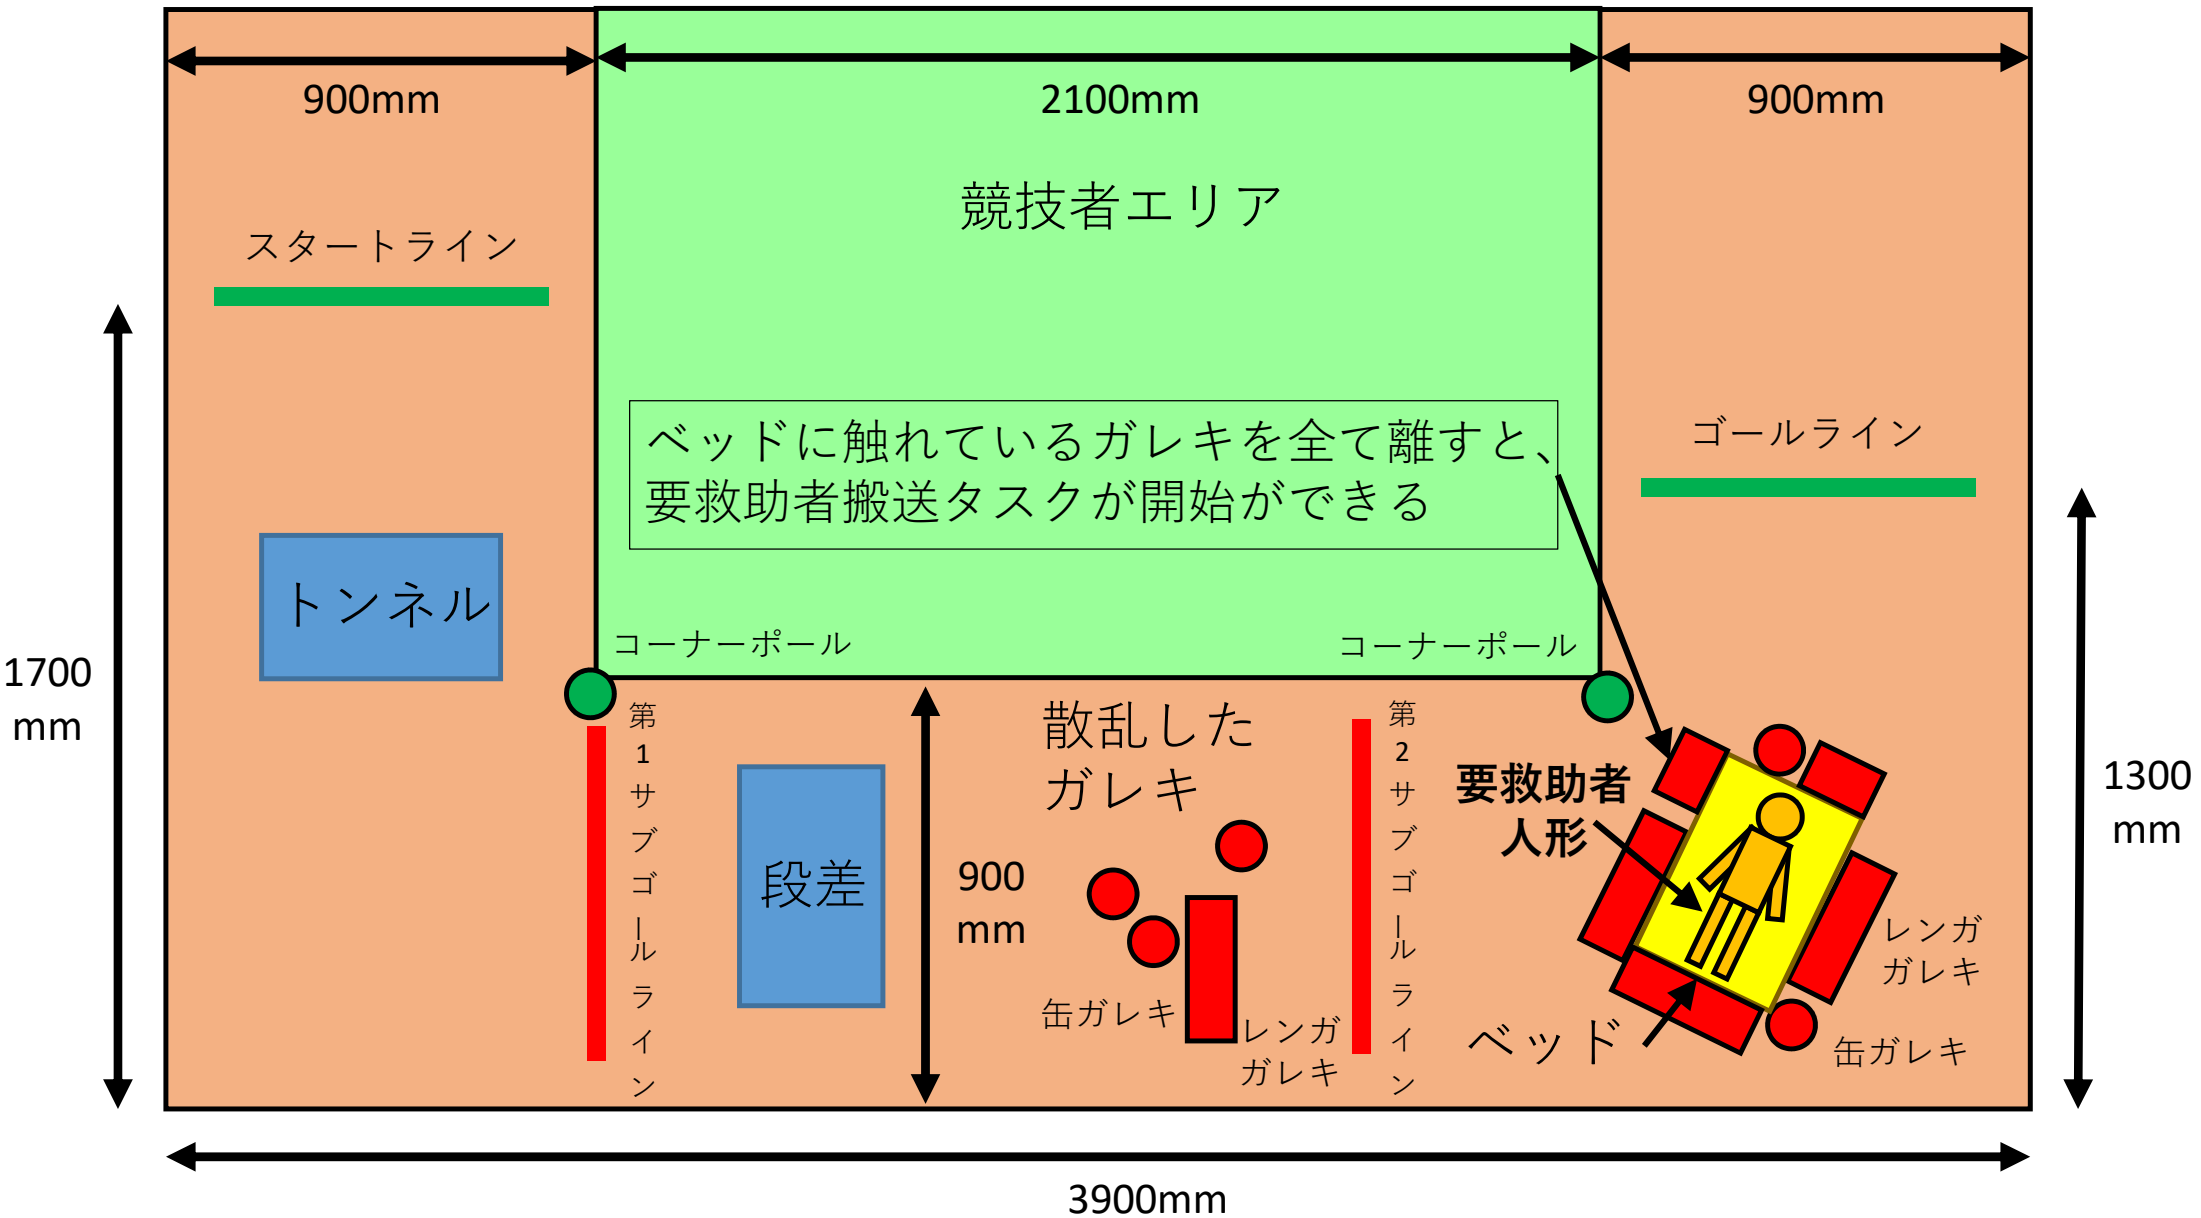 900mm
2100mm
900mm
競技者エリア
スタートライン
ベッドに触れているガレキを全て離すと、
要救助者搬送タスクが開始ができる
ゴールライン
トンネル
コーナーポール
コーナーポール
1700
mm
第1サブゴールライン
段差
900
mm
散乱した
ガレキ
缶ガレキ
レンガ
ガレキ
第2サブゴールライン
要救助者
人形
ベッド
レンガ
ガレキ
缶ガレキ
1300
mm
3900mm